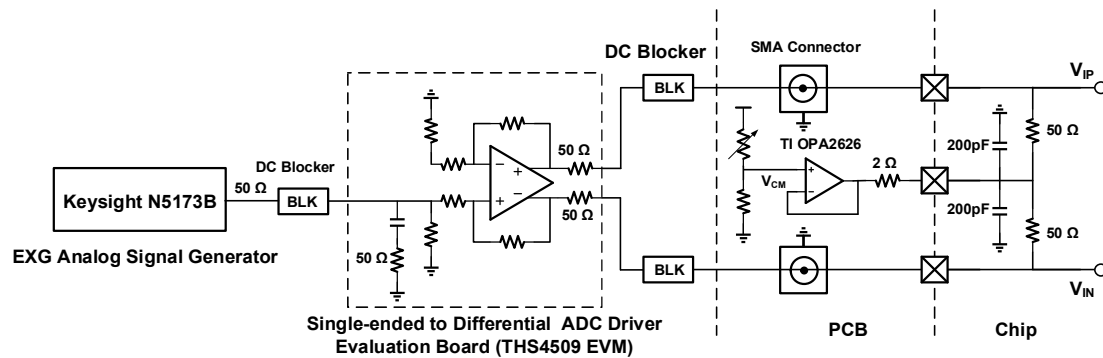 DC Blocker
SMA Connector
BLK
V_IP
50 Ω
TI OPA2626
200pF
50 Ω
DC Blocker
2 Ω
Keysight N5173B
50 Ω
BLK
V_CM
50 Ω
200pF
50 Ω
50 Ω
EXG Analog Signal Generator
BLK
V_IN
Single-ended to Differential ADC Driver
Evaluation Board (THS4509 EVM)
PCB
Chip